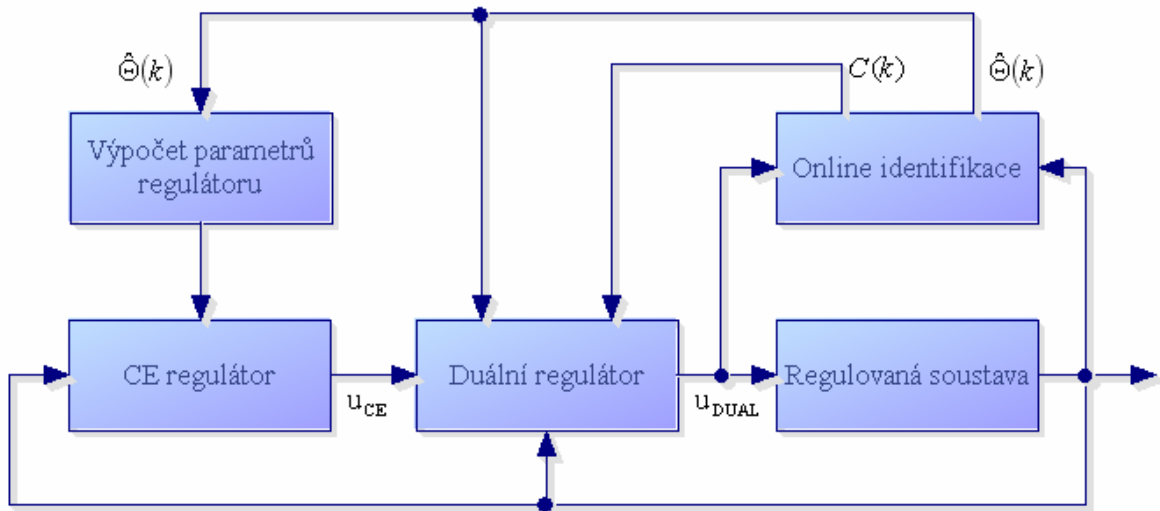 Θ̂(k)
C(k)
Θ̂(k)
Výpočet parametrů
regulátoru
Online identifikace
CE regulátor
u_CE
Duální regulátor
u_DUAL
Regulovaná soustava